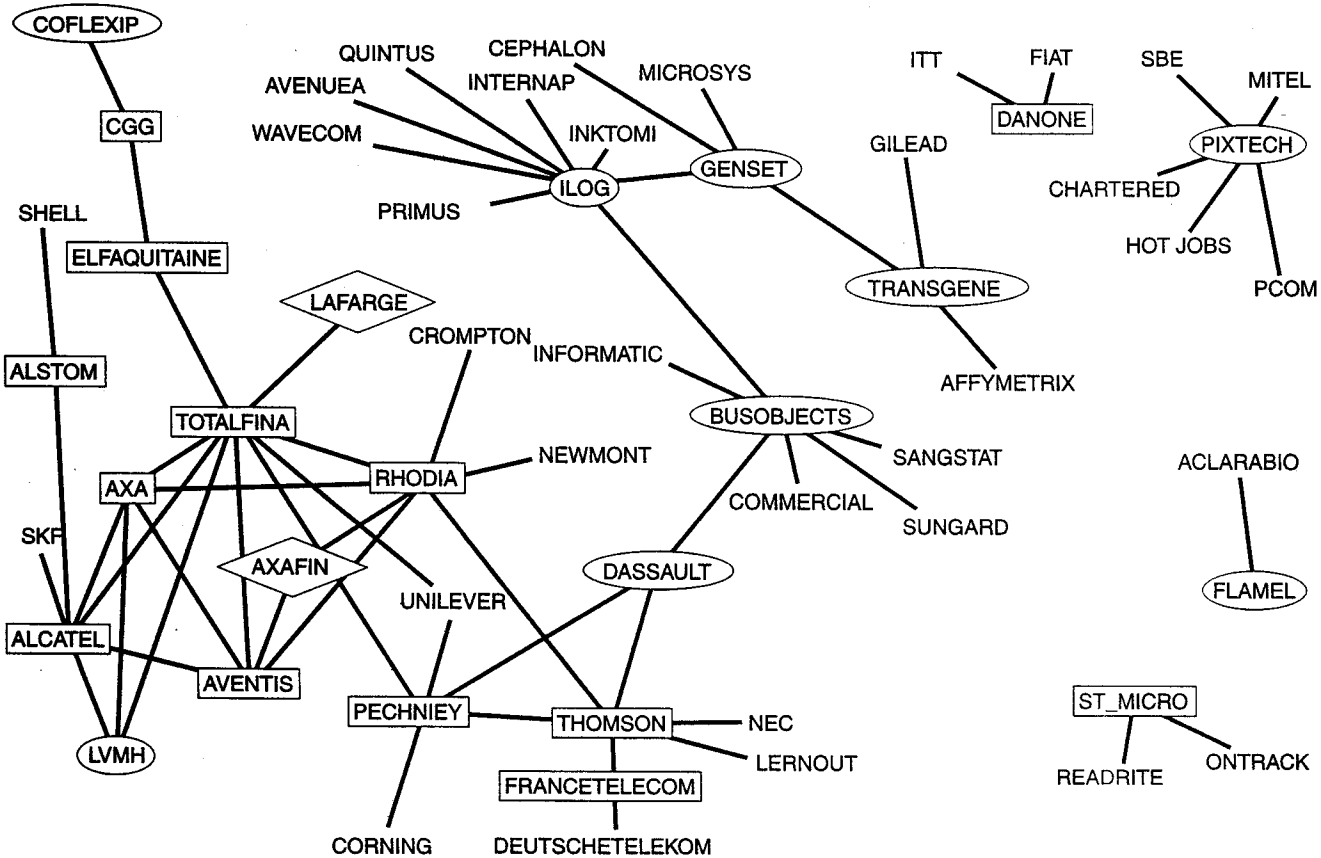 COFLEXIP
CEPHALON
QUINTUS
ITT
FIAT
SBE
MICROSYS
MITEL
INTERNAP
AVENUEA
DANONE
CGG
WAVECOM
INKTOMI
GILEAD
PIXTECH
GENSET
ILOG
CHARTERED
PRIMUS
SHELL
HOT JOBS
ELFAQUITAINE
TRANSGENE
PCOM
LAFARGE
CROMPTON
INFORMATIC
ALSTOM
AFFYMETRIX
BUSOBJECTS
TOTALFINA
NEWMONT
SANGSTAT
ACLARABIO
RHODIA
AXA
COMMERCIAL
SUNGARD
SKF
AXAFIN
DASSAULT
FLAMEL
UNILEVER
ALCATEL
AVENTIS
ST_MICRO
PECHNIEY
THOMSON
NEC
LVMH
LERNOUT
ONTRACK
READRITE
FRANCETELECOM
CORNING
DEUTSCHETELEKOM